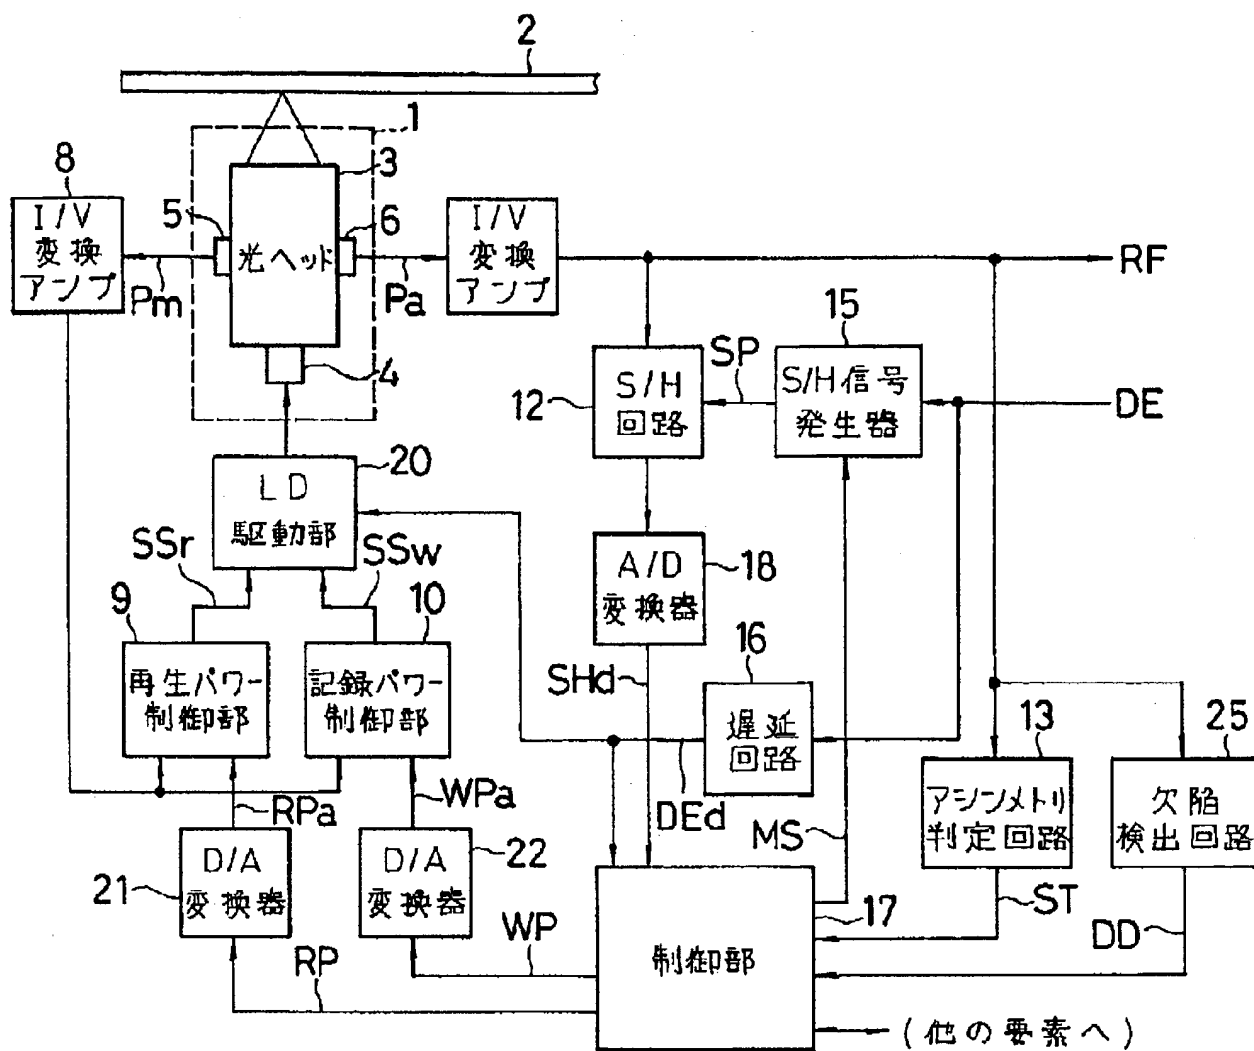 2
1
3
8
I/V
変換
アンプ
5
光ヘッド
6
I/V
変換
アンプ
Pm
Pa
RF
4
15
SP
12
S/H
回路
S/H信号
発生器
DE
20
LD
駆動部
SSr
SSw
A/D
変換器
18
9
10
16
再生パワー
制御部
記録パワー
制御部
SHd
遅延
回路
13
25
RPa
WPa
DEd
MS
アシンメトリ
判定回路
欠陥
検出回路
21
D/A
変換器
D/A
変換器
22
17
ST
DD
WP
RP
制御部
(他の要素へ)